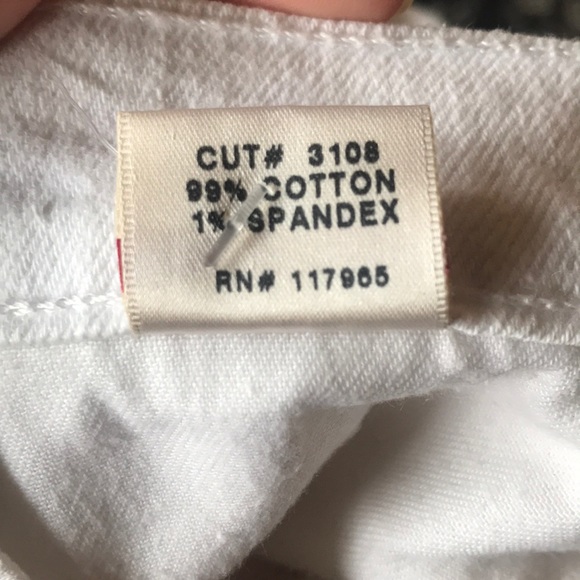 CUT# 3108
99% COTTON
1% SPANDEX
RN# 117965